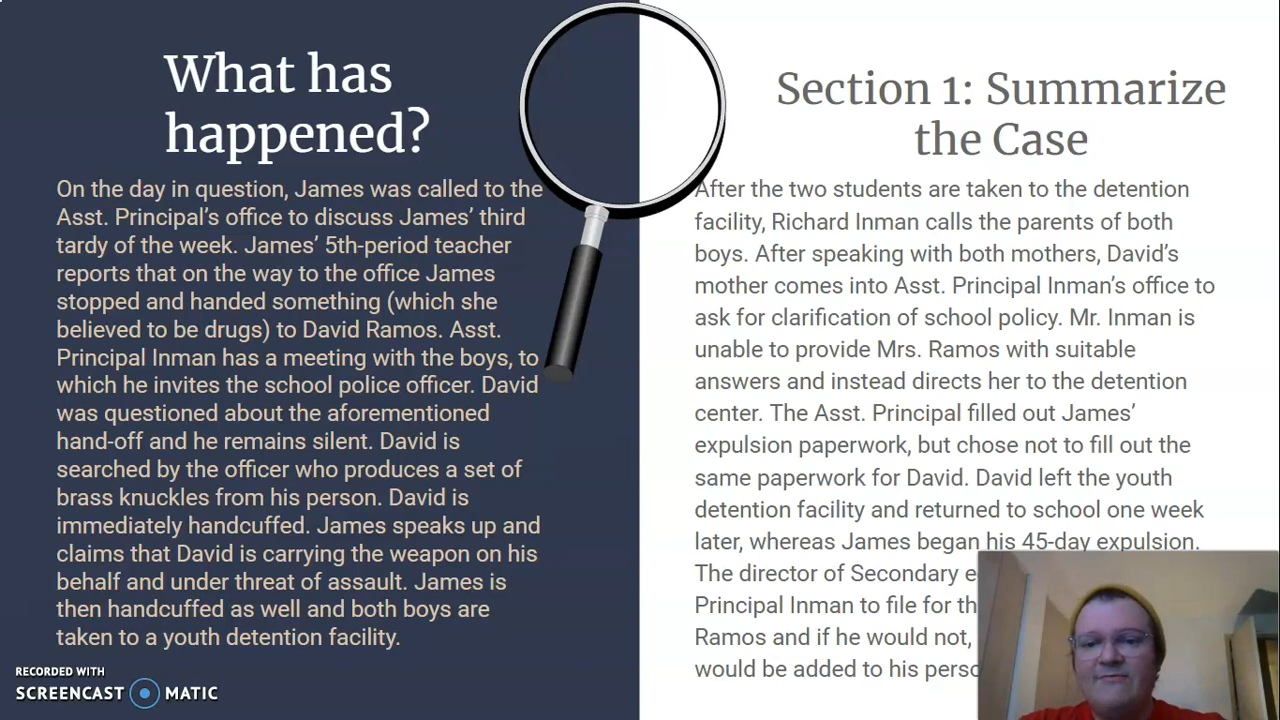 What has
happened?
On the day in question, James was called to the
Asst. Principal's office to discuss James' third
tardy of the week. James' 5th-period teacher
reports that on the way to the office James
stopped and handed something (which she
believed to be drugs) to David Ramos. Asst.
Principal Inman has a meeting with the boys, to
which he invites the school police officer. David
was questioned about the aforementioned
hand-off and he remains silent. David is
searched by the officer who produces a set of
brass knuckles from his person. David is
immediately handcuffed. James speaks up and
claims that David is carrying the weapon on his
behalf and under threat of assault. James is
then handcuffed as well and both boys are
taken to a youth detention facility.
Section 1: Summarize
the Case
After the two students are taken to the detention
facility, Richard Inman calls the parents of both
boys. After speaking with both mothers, David's
mother comes into Asst. Principal Inman's office to
ask for clarification of school policy. Mr. Inman is
unable to provide Mrs. Ramos with suitable
answers and instead directs her to the detention
center. The Asst. Principal filled out James'
expulsion paperwork, but chose not to fill out the
same paperwork for David. David left the youth
detention facility and returned to school one week
later, whereas James began his 45-day expulsion.
The director of Secondary
Principal Inman to file for
Ramos and if he would not,
would be added to his
RECORDED WITH
SCREENCAST MATIC